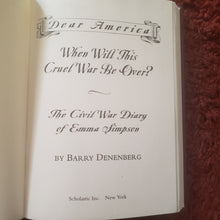 Dear America
When Will This
Cruel War Be Over?
The Civil War Diary
of Emma Simpson
BY BARRY DENENBERG
Scholastic Inc. New York